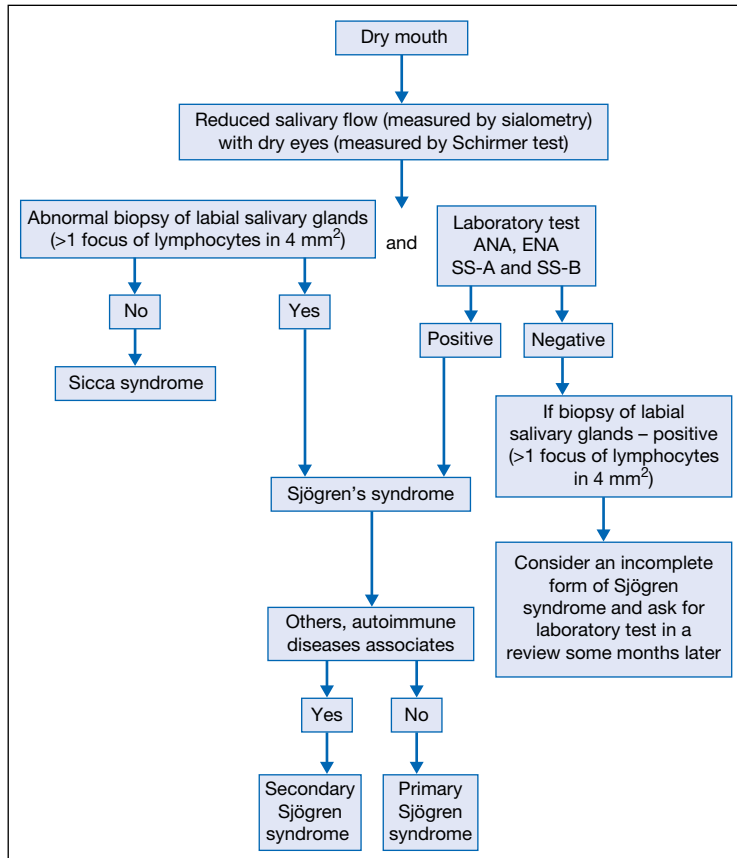 Dry mouth
Reduced salivary flow (measured by sialometry)
with dry eyes (measured by Schirmer test)
Abnormal biopsy of labial salivary glands
(>1 focus of lymphocytes in 4 mm²)
and
Laboratory test
ANA, ENA
SS-A and SS-B
No
Yes
Positive
Negative
Sicca syndrome
If biopsy of labial
salivary glands – positive
(>1 focus of lymphocytes
in 4 mm²)
Sjögren's syndrome
Consider an incomplete
form of Sjögren
syndrome and ask for
laboratory test in a
review some months later
Others, autoimmune
diseases associates
Yes
No
Secondary
Sjögren
syndrome
Primary
Sjögren
syndrome